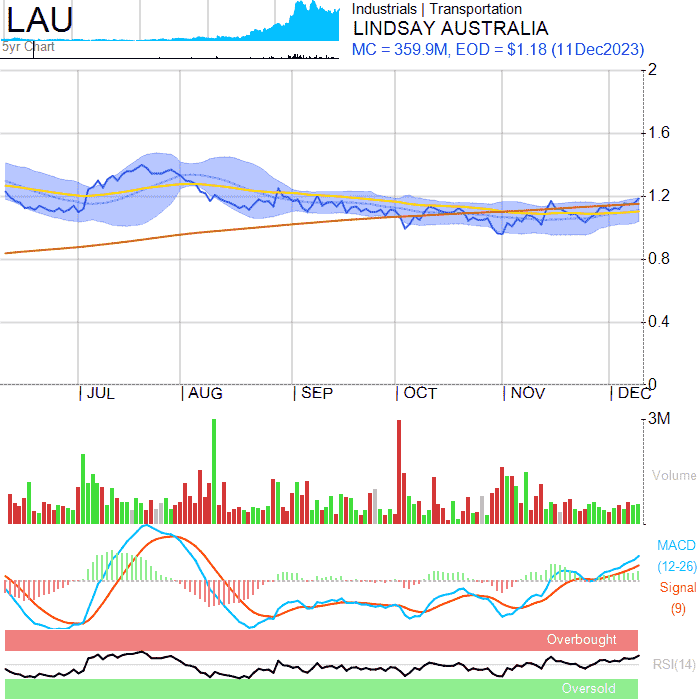 LAU
5yr Chart
Industrials | Transportation
LINDSAY AUSTRALIA
MC = 359.9M, EOD = $1.18 (11Dec2023)
2
1.6
1.2
0.8
0.4
0
JUL AUG SEP OCT NOV DEC
3M
Volume
MACD
(12-26)
Signal
(9)
Overbought
RSI(14)
Oversold